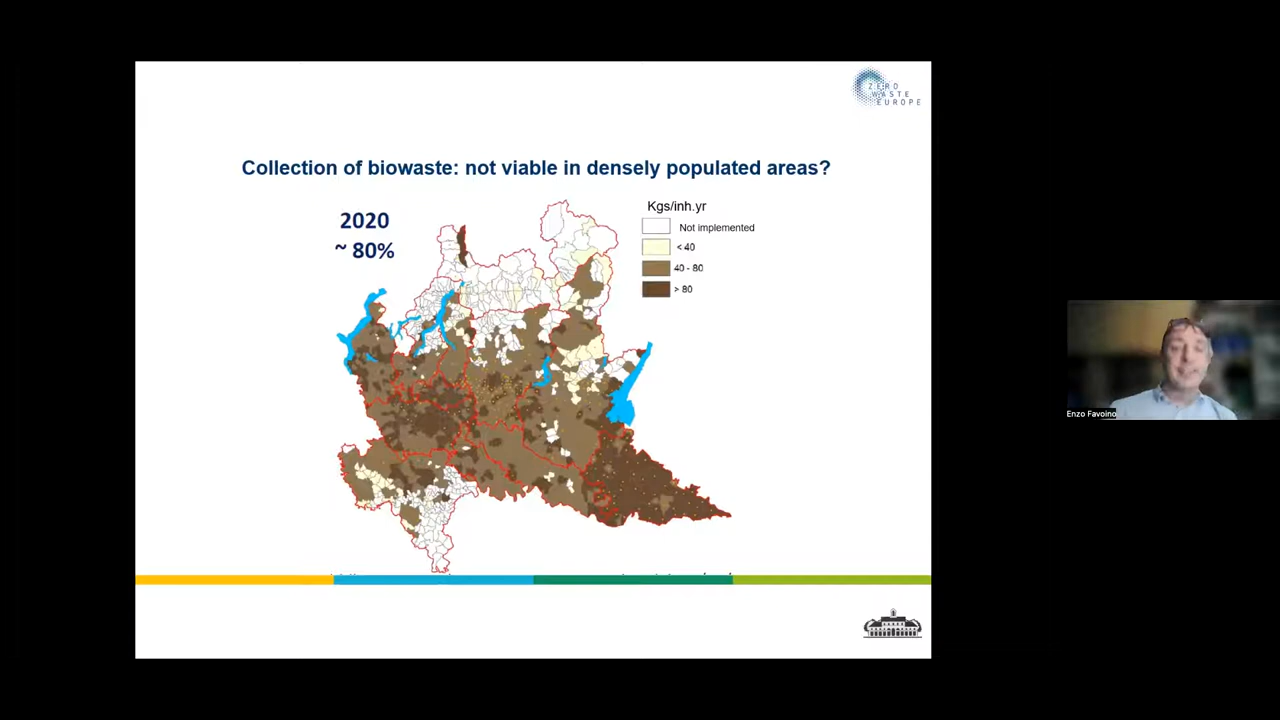 ZERO
WASTE
EUROPE
Collection of biowaste: not viable in densely populated areas?
2020
~ 80%
Kgs/inh.yr
Not implemented
< 40
40 - 80
> 80
Enzo Favoino